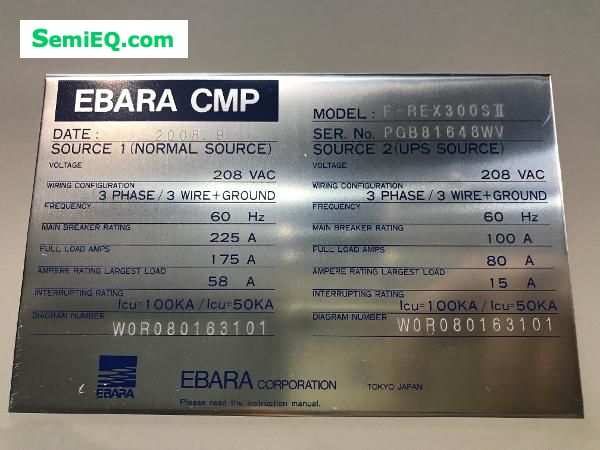 SemiEQ.com
EBARA CMP
MODEL: F-REX300SⅡ
DATE: 2008.9
SER. No. PGB81648WV
SOURCE 1 (NORMAL SOURCE)
SOURCE 2 (UPS SOURCE)
VOLTAGE 208 VAC
VOLTAGE 208 VAC
WIRING CONFIGURATION
3 PHASE/3 WIRE+GROUND
WIRING CONFIGURATION
3 PHASE/3 WIRE+GROUND
FREQUENCY 60 Hz
FREQUENCY 60 Hz
MAIN BREAKER RATING 225 A
MAIN BREAKER RATING 100 A
FULL LOAD AMPS 175 A
FULL LOAD AMPS 80 A
AMPERE RATING LARGEST LOAD 58 A
AMPERE RATING LARGEST LOAD 15 A
INTERRUPTING RATING
Icu=100KA/Icu=50KA
INTERRUPTING RATING
Icu=100KA/Icu=50KA
DIAGRAM NUMBER W0R080163101
DIAGRAM NUMBER W0R080163101
EBARA
EBARA CORPORATION TOKYO JAPAN
Please read the instruction manual.